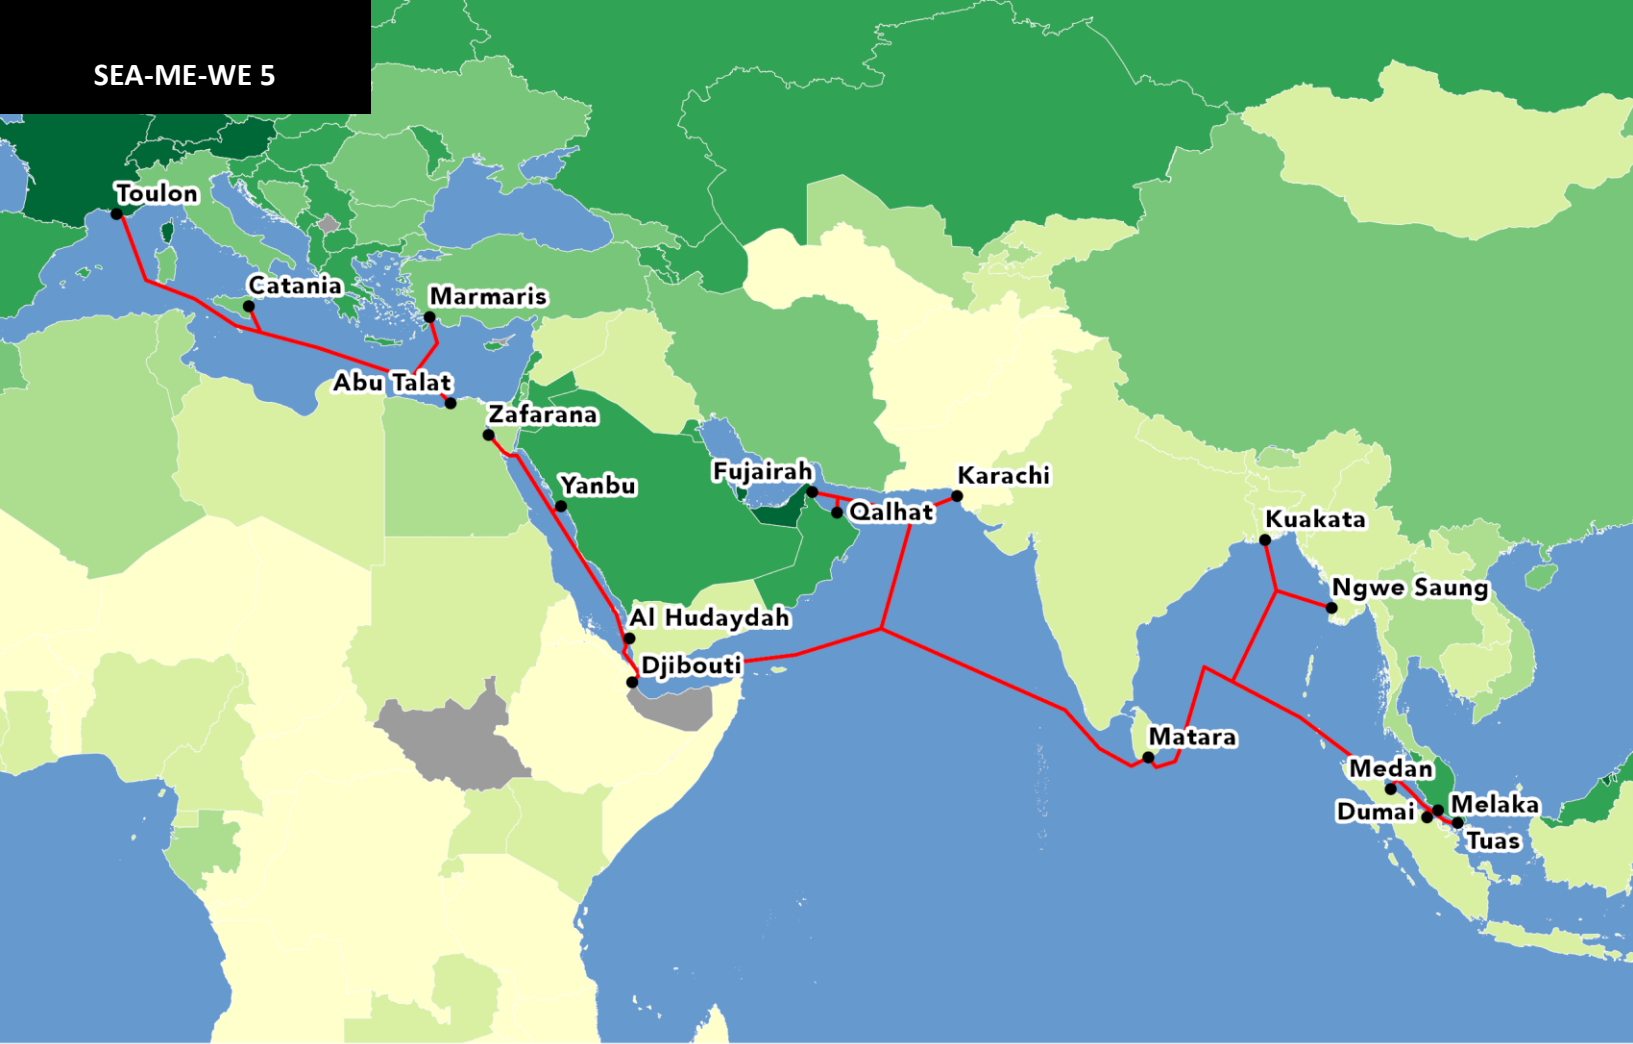 SEA-ME-WE 5
Toulon
Catania
Marmaris
Abu Talat
Zafarana
Yanbu
Fujairah
Karachi
Qalhat
Kuakata
Ngwe Saung
Al Hudaydah
Djibouti
Matara
Medan
Melaka
Dumai
Tuas